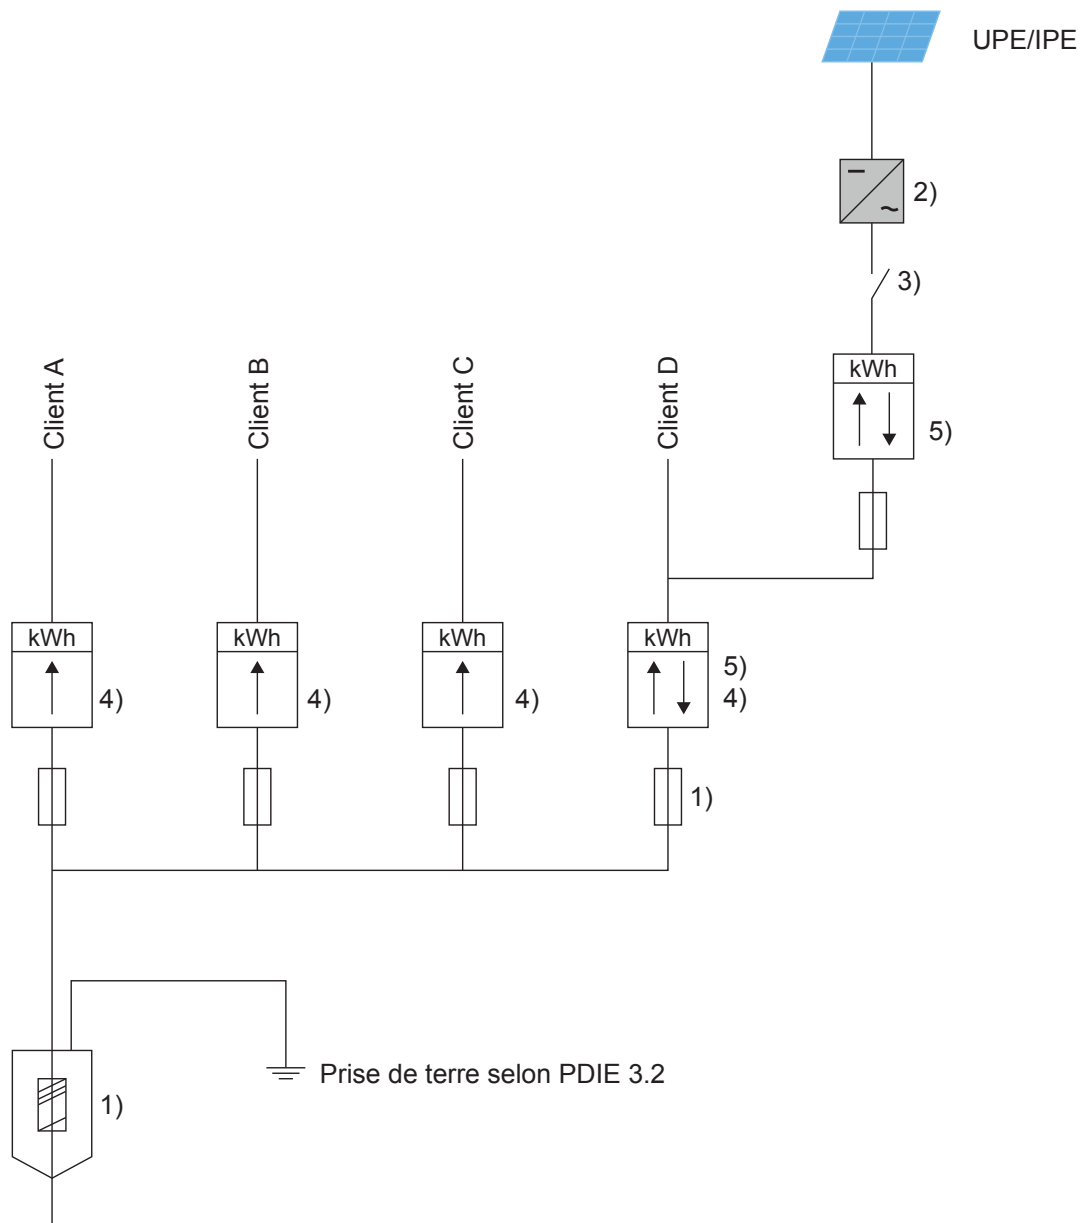 UPE/IPE
2)
3)
Client A
Client B
Client C
Client D
kWh
5)
kWh
4)
kWh
4)
kWh
4)
kWh
5)
4)
1)
Prise de terre selon PDIE 3.2
1)